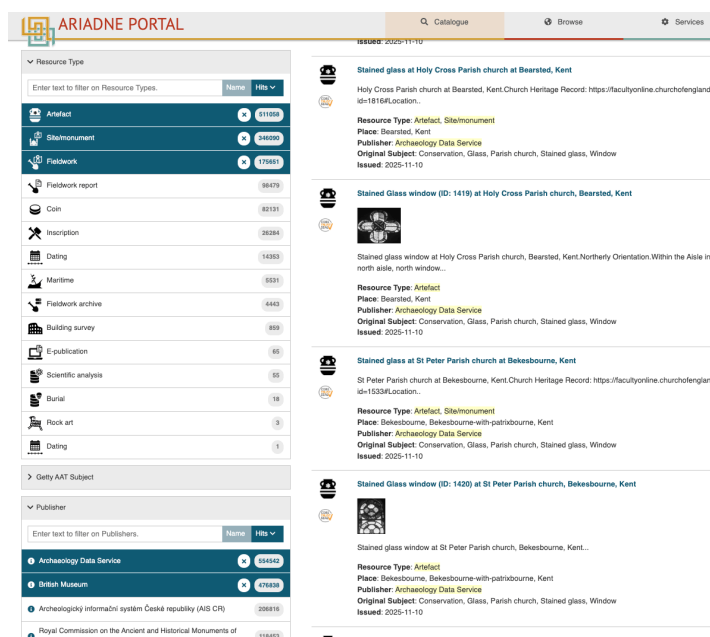 ARIADNE PORTAL
Catalogue
Browse
Services
Resource Type
Enter text to filter on Resource Types.
Name
Hits
Artefact
511058
Site/monument
346090
Fieldwork
175651
Fieldwork report
98479
Coin
82131
Inscription
26284
Dating
14353
Maritime
5531
Fieldwork archive
4443
Building survey
859
E-publication
65
Scientific analysis
55
Burial
18
Rock art
3
Dating
1
Getty AAT Subject
Publisher
Enter text to filter on Publishers.
Name
Hits
Archaeology Data Service
554542
British Museum
476838
Archeologický informační systém České republiky (AIS CR)
206816
Royal Commission on the Ancient and Historical Monuments of
Issued: 2025-11-10
Stained glass at Holy Cross Parish church at Bearsted, Kent
Holy Cross Parish church at Bearsted, Kent.Church Heritage Record: https://facultyonline.churchofengland
id=1816#Location..
Resource Type: Artefact, Site/monument
Place: Bearsted, Kent
Publisher: Archaeology Data Service
Original Subject: Conservation, Glass, Parish church, Stained glass, Window
Issued: 2025-11-10
Stained Glass window (ID: 1419) at Holy Cross Parish church, Bearsted, Kent
Stained glass window at Holy Cross Parish church, Bearsted, Kent.Northerly Orientation.Within the Aisle in
north aisle, north window...
Resource Type: Artefact
Place: Bearsted, Kent
Publisher: Archaeology Data Service
Original Subject: Conservation, Glass, Parish church, Stained glass, Window
Issued: 2025-11-10
Stained glass at St Peter Parish church at Bekesbourne, Kent
St Peter Parish church at Bekesbourne, Kent.Church Heritage Record: https://facultyonline.churchofenglan
id=1533#Location..
Resource Type: Artefact, Site/monument
Place: Bekesbourne, Bekesbourne-with-patrixbourne, Kent
Publisher: Archaeology Data Service
Original Subject: Conservation, Glass, Parish church, Stained glass, Window
Issued: 2025-11-10
Stained Glass window (ID: 1420) at St Peter Parish church, Bekesbourne, Kent
Stained glass window at St Peter Parish church, Bekesbourne, Kent...
Resource Type: Artefact
Place: Bekesbourne, Bekesbourne-with-patrixbourne, Kent
Publisher: Archaeology Data Service
Original Subject: Conservation, Glass, Parish church, Stained glass, Window
Issued: 2025-11-10